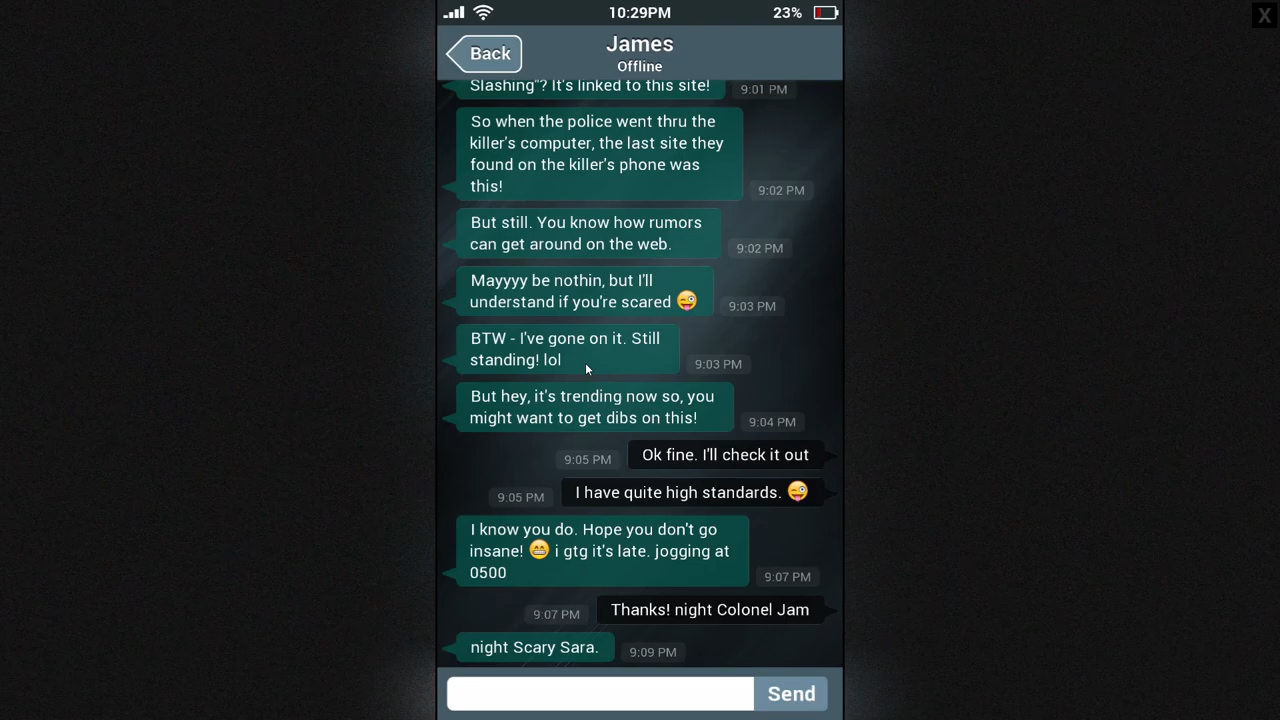 10:29PM
23%
X
Back
James
Offline
Slashing"? It's linked to this site!
9:01 PM
So when the police went thru the
killer's computer, the last site they
found on the killer's phone was
this!
9:02 PM
But still. You know how rumors
can get around on the web.
9:02 PM
Mayyyy be nothin, but I'll
understand if you're scared 😜
9:03 PM
BTW - I've gone on it. Still
standing! lol
9:03 PM
But hey, it's trending now so, you
might want to get dibs on this!
9:04 PM
Ok fine. I'll check it out
9:05 PM
I have quite high standards. 😜
9:05 PM
I know you do. Hope you don't go
insane! 😁 i gtg it's late. jogging at
0500
9:07 PM
Thanks! night Colonel Jam
9:07 PM
night Scary Sara.
9:09 PM
Send